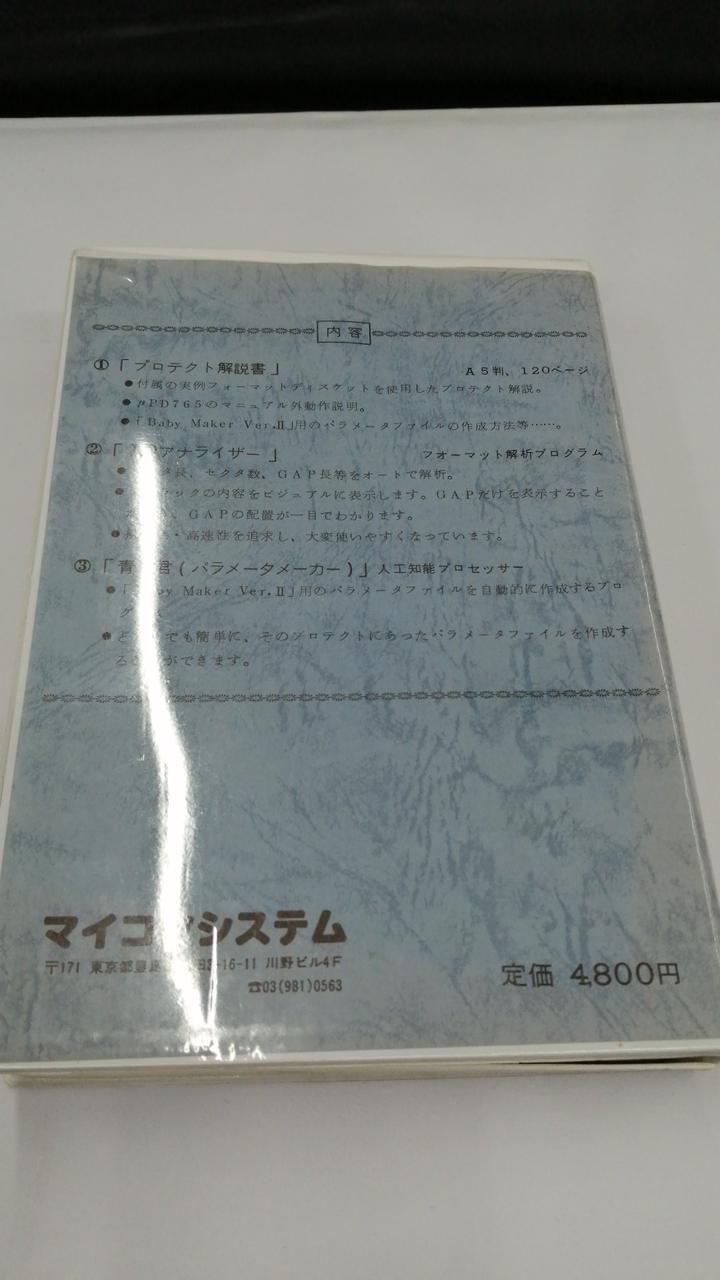 内容
①「プロテクト解説書」 A5判、120ページ
●付属の実例フォーマットディスケットを使用したプロテクト解説。
●μPD765のマニュアル外動作説明。
●「Baby Maker Ver.Ⅱ」用のパラメータファイルの作成方法等……。
②「 アナライザー」 フォーマット解析プログラム
● タ長、セクタ数、GAP長等をオートで解析。
● ックの内容をビジュアルに表示します。GAPだけを表示すること
、GAPの配置が一目でわかります。
● ・高速性を追求し、大変使いやすくなっています。
③「青 君(パラメータメーカー)」人工知能プロセッサー
●「Baby Maker Ver.Ⅱ」用のパラメータファイルを自動的に作成するプロ
グ
●ど でも簡単に、そのプロテクトにあったパラメータファイルを作成す
る ができます。
マイコンシステム
〒171 東京都豊 3-16-11 川野ビル4F
☎03(981)0563
定価 4,800円